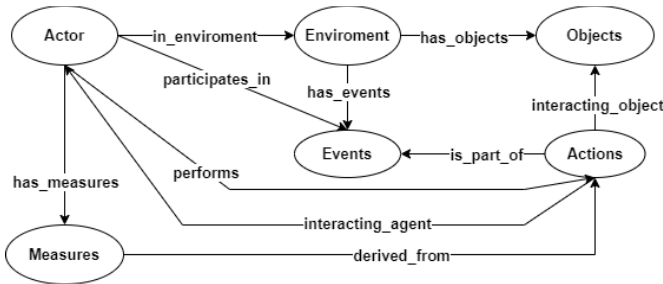 Actor
in_enviroment
Enviroment
has_objects
Objects
participates_in
has_events
interacting_object
Events
is_part_of
Actions
has_measures
performs
interacting_agent
Measures
derived_from